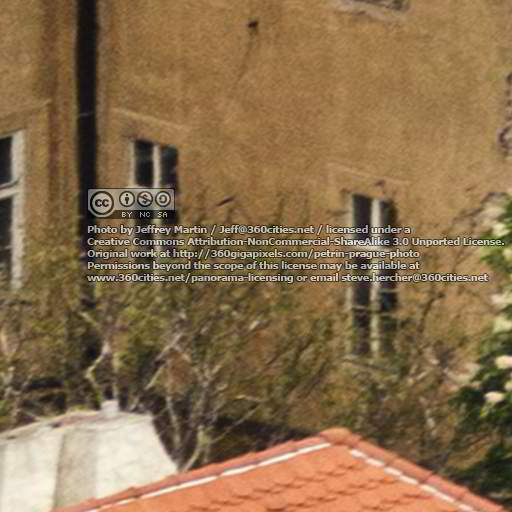 cc
BY NC SA
Photo by Jeffrey Martin / Jeff@360cities.net / licensed under a
Creative Commons Attribution-NonCommercial-ShareAlike 3.0 Unported License.
Original work at http://360gigapixels.com/petrin-prague-photo
Permissions beyond the scope of this license may be available at
www.360cities.net/panorama-licensing or email steve.hercher@360cities.net